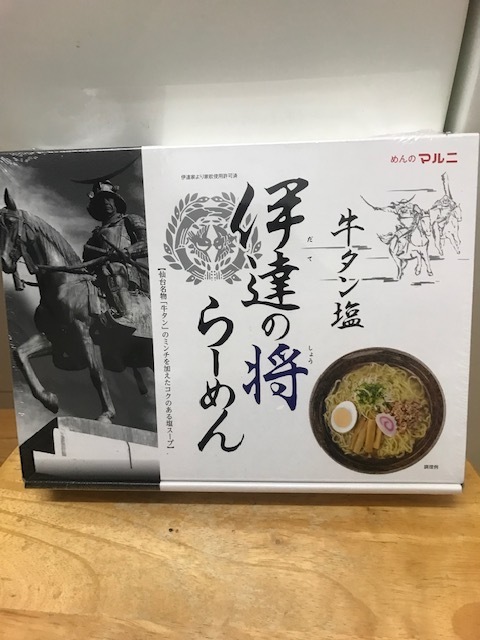 めんのマルニ
伊達家より家紋使用許可済
牛タン塩
伊達の将
だて
しょう
らーめん
【仙台名物「牛タン」のミンチを加えたコクのある塩スープ】
調理例